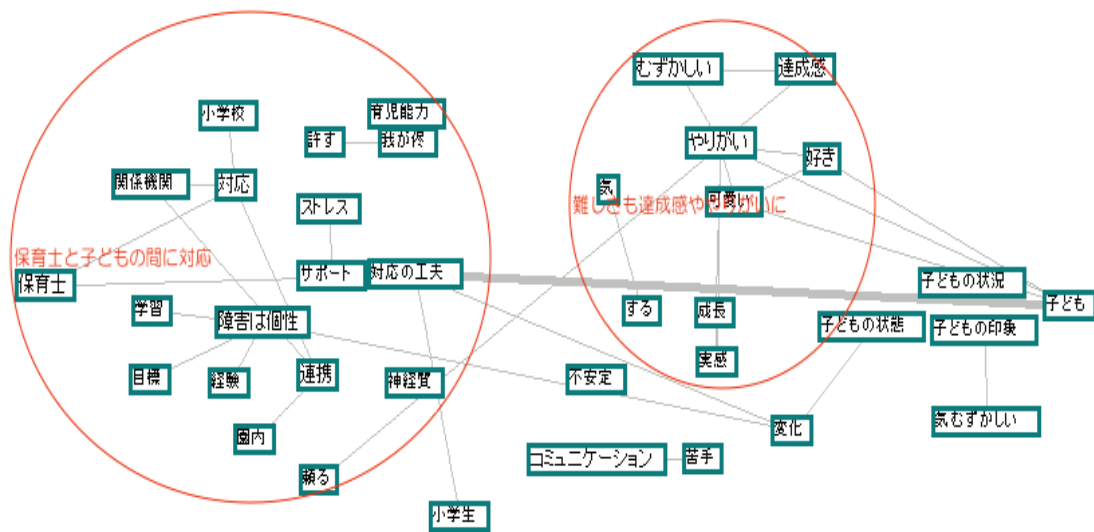 むずかしい
達成感
小学校
育児能力
許す
我が佟
やりがい
好き
関係機関
対応
気
可愛い
ストレス
難しさも達成感ややりがいに
保育士と子どもの間に対応
保育士
サポート
対応の工夫
子どもの状況
子ども
学習
障害は個性
する
成長
子どもの状態
子どもの印象
目標
経験
連携
神経質
不安定
実感
園内
変化
気むずかしい
コミュニケーション
苦手
頼る
小学生